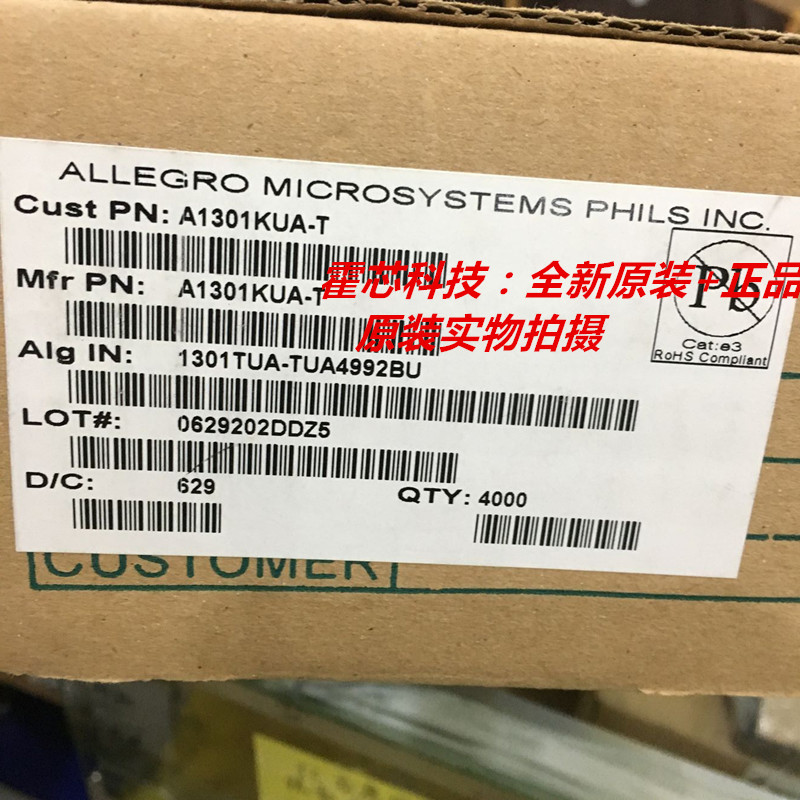 ALLEGRO MICROSYSTEMS PHILS INC.
Cust PN: A1301KUA-T
Mfr PN: A1301KUA-T
霍芯科技：全新原装+正品
原装实物拍摄
Pb
Cat:e3
RoHS Compliant
Alg IN: 1301TUA-TUA4992BU
LOT#: 0629202DDZ5
D/C: 629
QTY: 4000
CUSTOMER